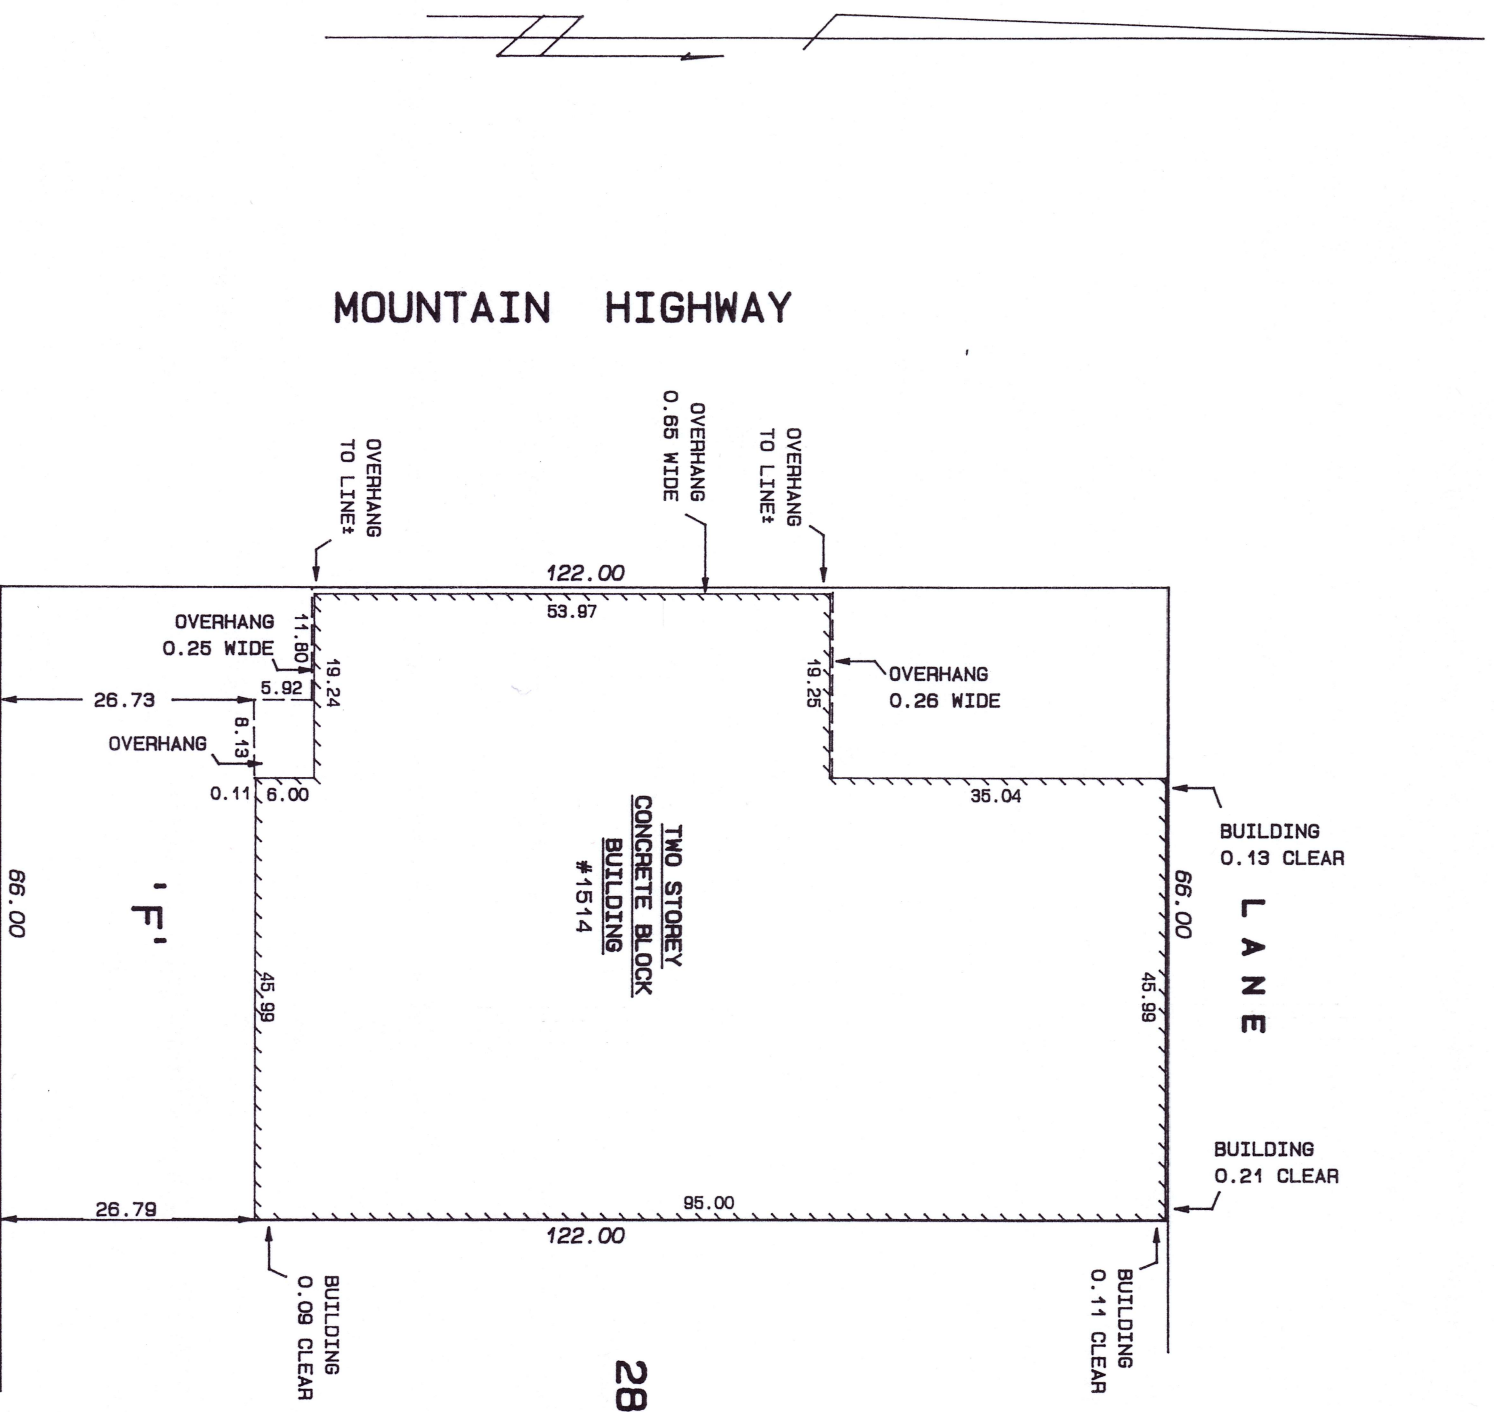 MOUNTAIN HIGHWAY
OVERHANG
TO LINE±
OVERHANG
0.65 WIDE
OVERHANG
TO LINE±
122.00
53.97
OVERHANG
0.25 WIDE
11.80
19.24
19.25
OVERHANG
0.26 WIDE
26.73
5.92
8.13
OVERHANG
0.11
6.00
35.04
BUILDING
0.13 CLEAR
TWO STOREY
CONCRETE BLOCK
BUILDING
#1514
66.00
'F'
66.00
LANE
45.99
45.99
BUILDING
0.21 CLEAR
26.79
95.00
122.00
BUILDING
0.09 CLEAR
BUILDING
0.11 CLEAR
28